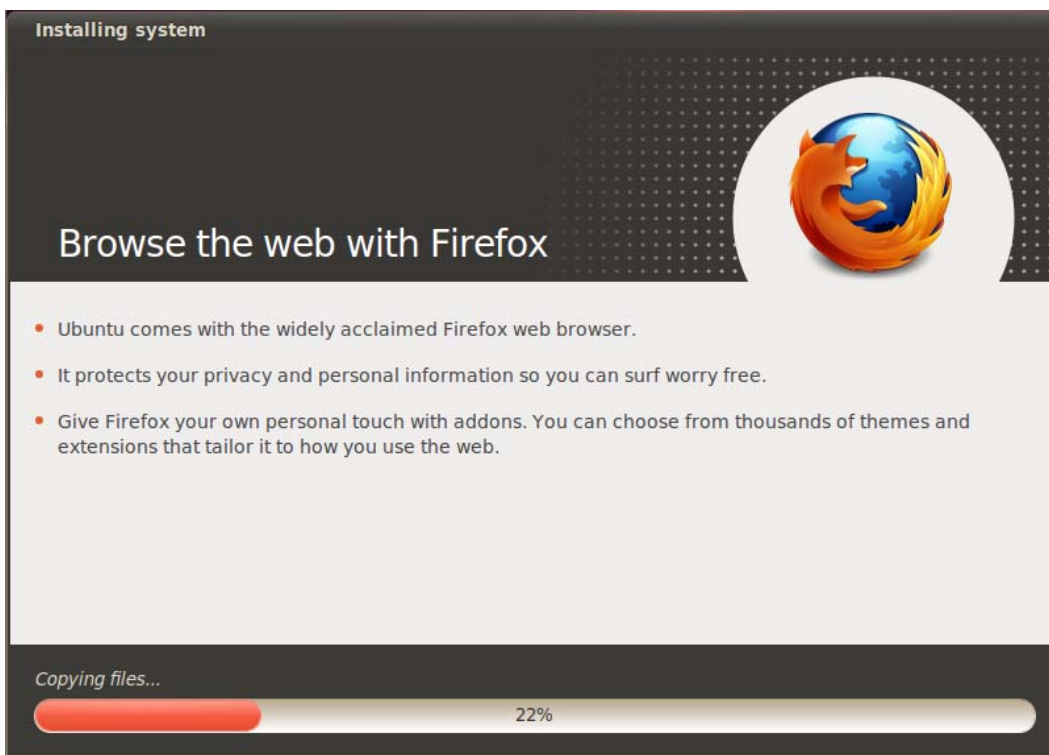 Installing system
Browse the web with Firefox
Ubuntu comes with the widely acclaimed Firefox web browser.
It protects your privacy and personal information so you can surf worry free.
Give Firefox your own personal touch with addons. You can choose from thousands of themes and
extensions that tailor it to how you use the web.
Copying files...
22%